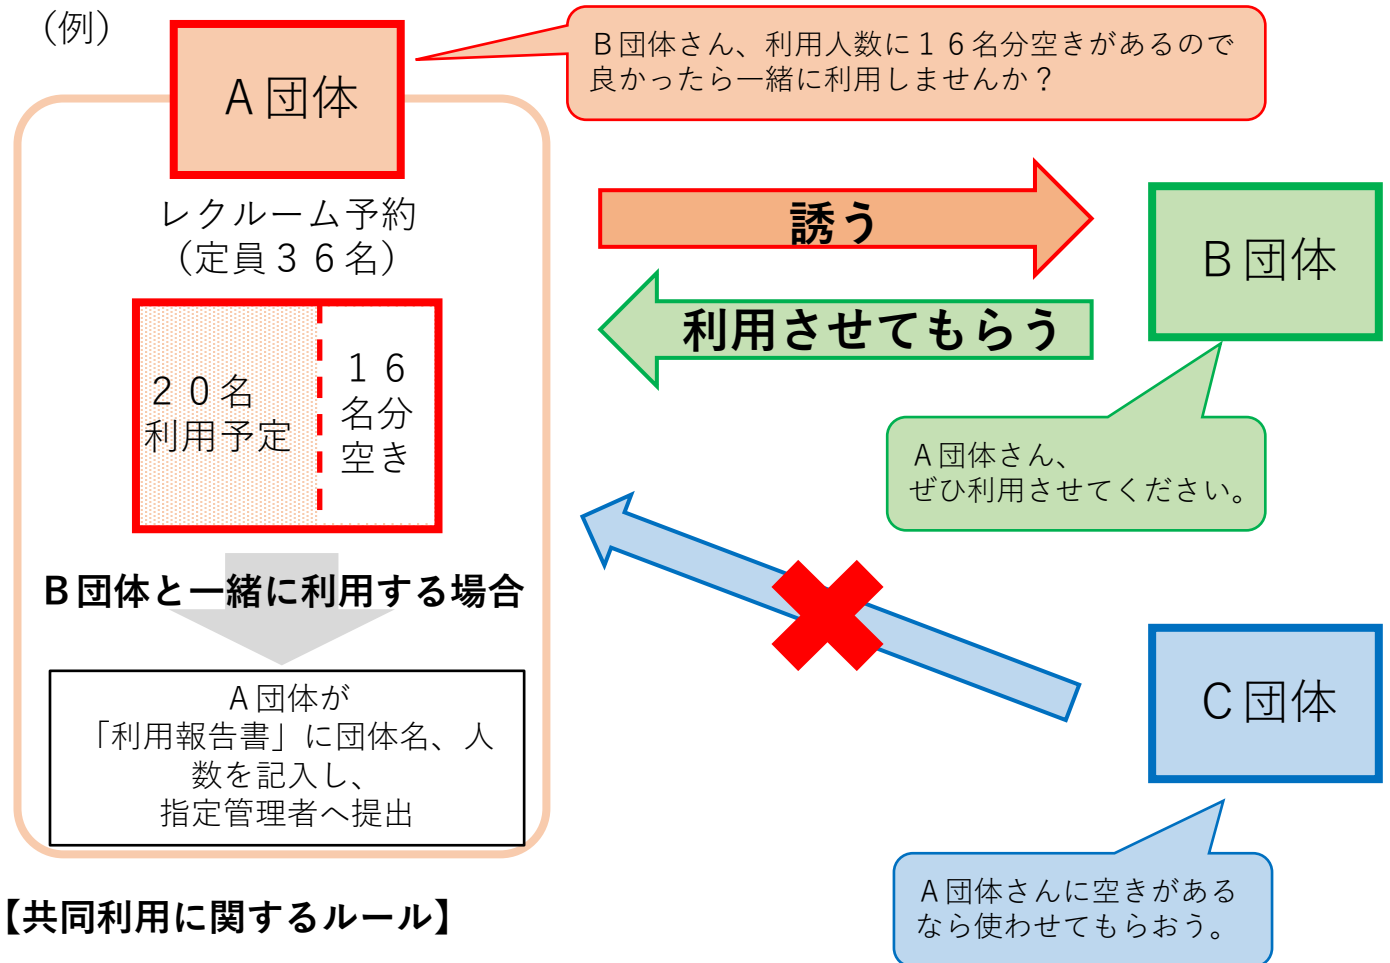 （例）
Ａ団体
Ｂ団体さん、利用人数に１６名分空きがあるので
良かったら一緒に利用しませんか？
レクルーム予約
（定員３６名）
２０名
利用予定
１６
名分
空き
誘う
利用させてもらう
Ｂ団体
Ａ団体さん、
ぜひ利用させてください。
Ｂ団体と一緒に利用する場合
Ａ団体が
「利用報告書」に団体名、人
数を記入し、
指定管理者へ提出
Ｃ団体
Ａ団体さんに空きがある
なら使わせてもらおう。
【共同利用に関するルール】